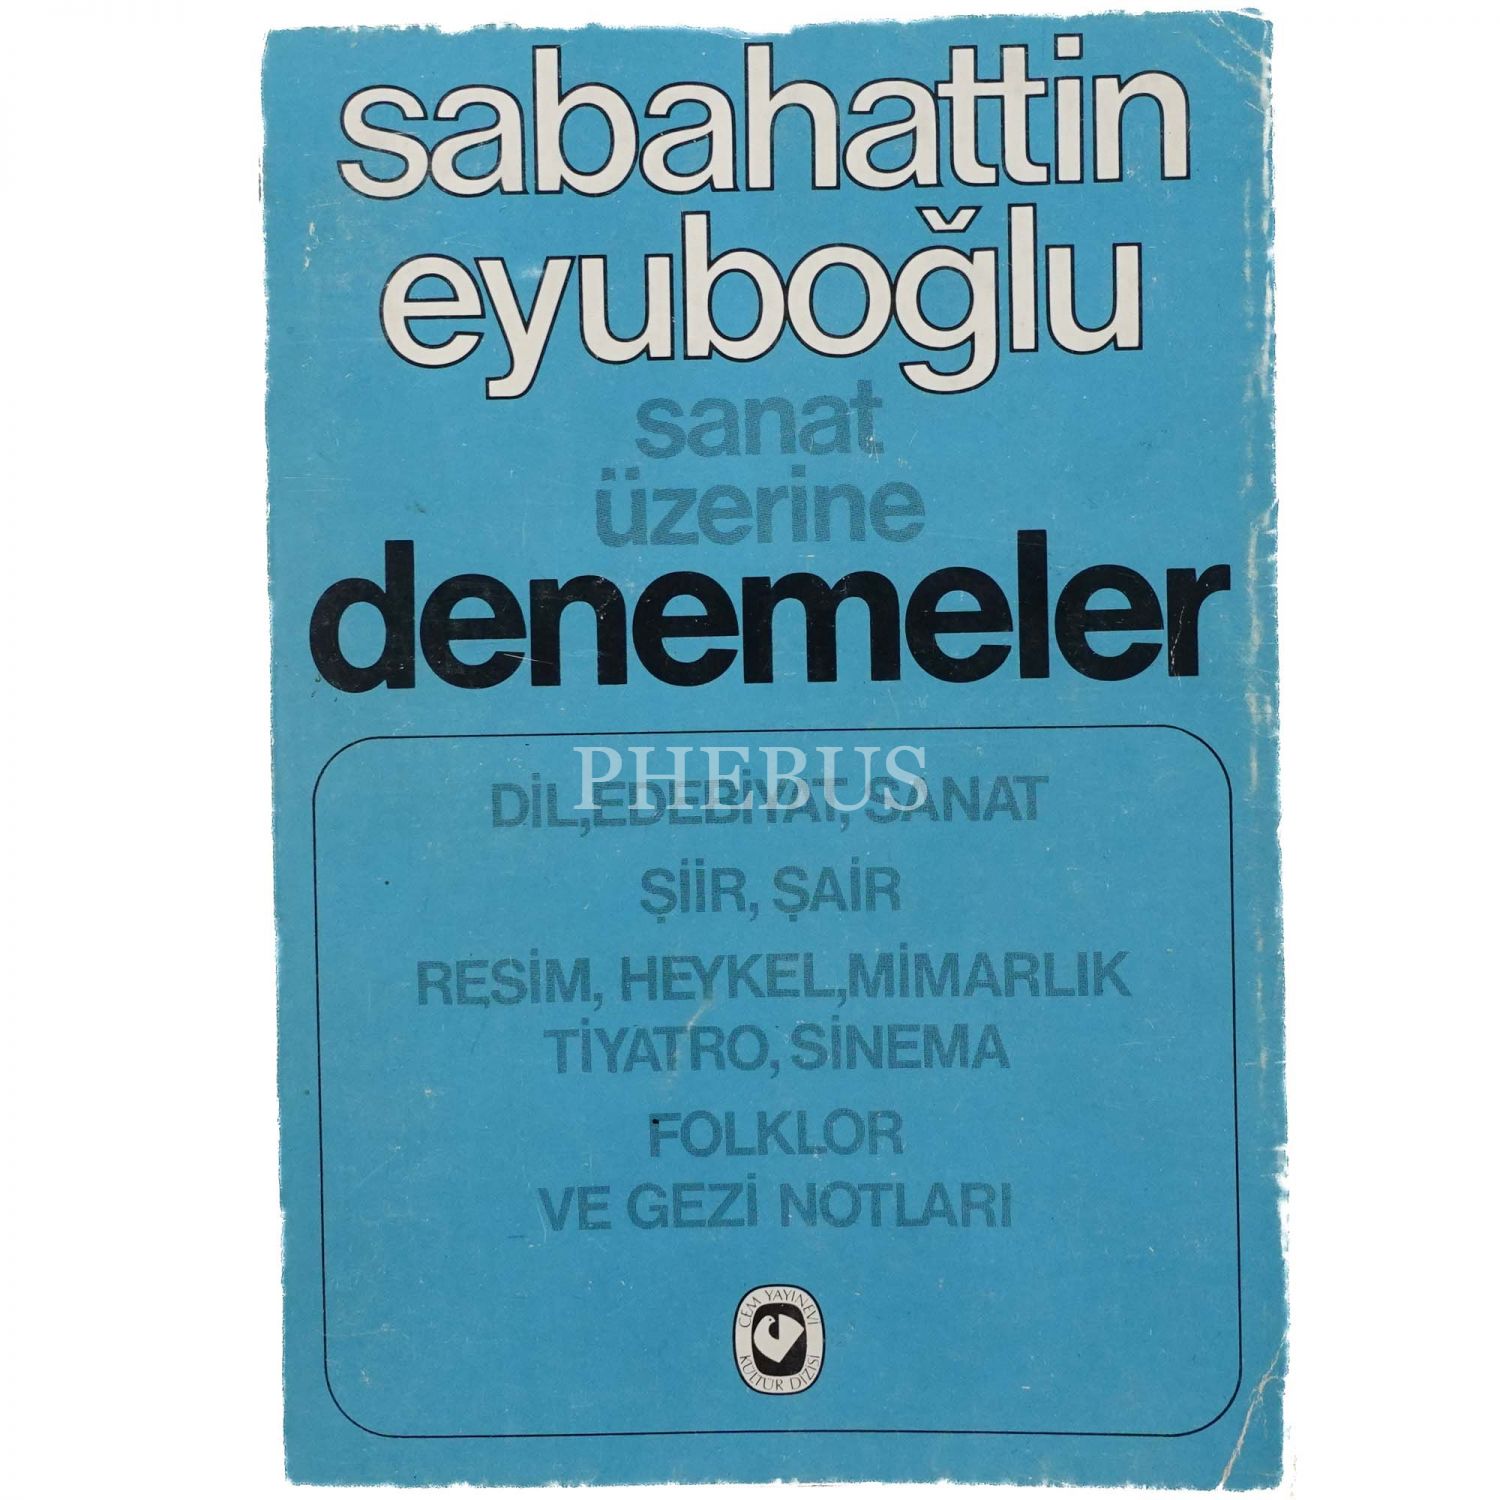 sabahattin
eyuboğlu
sanat
üzerine
denemeler
PHEBUS
DİL,EDEBİYAT, SANAT
ŞİİR, ŞAİR
RESİM, HEYKEL,MİMARLIK
TİYATRO, SİNEMA
FOLKLOR
VE GEZİ NOTLARI
CEM YAYINEVİ
KÜLTÜR DİZİSİ